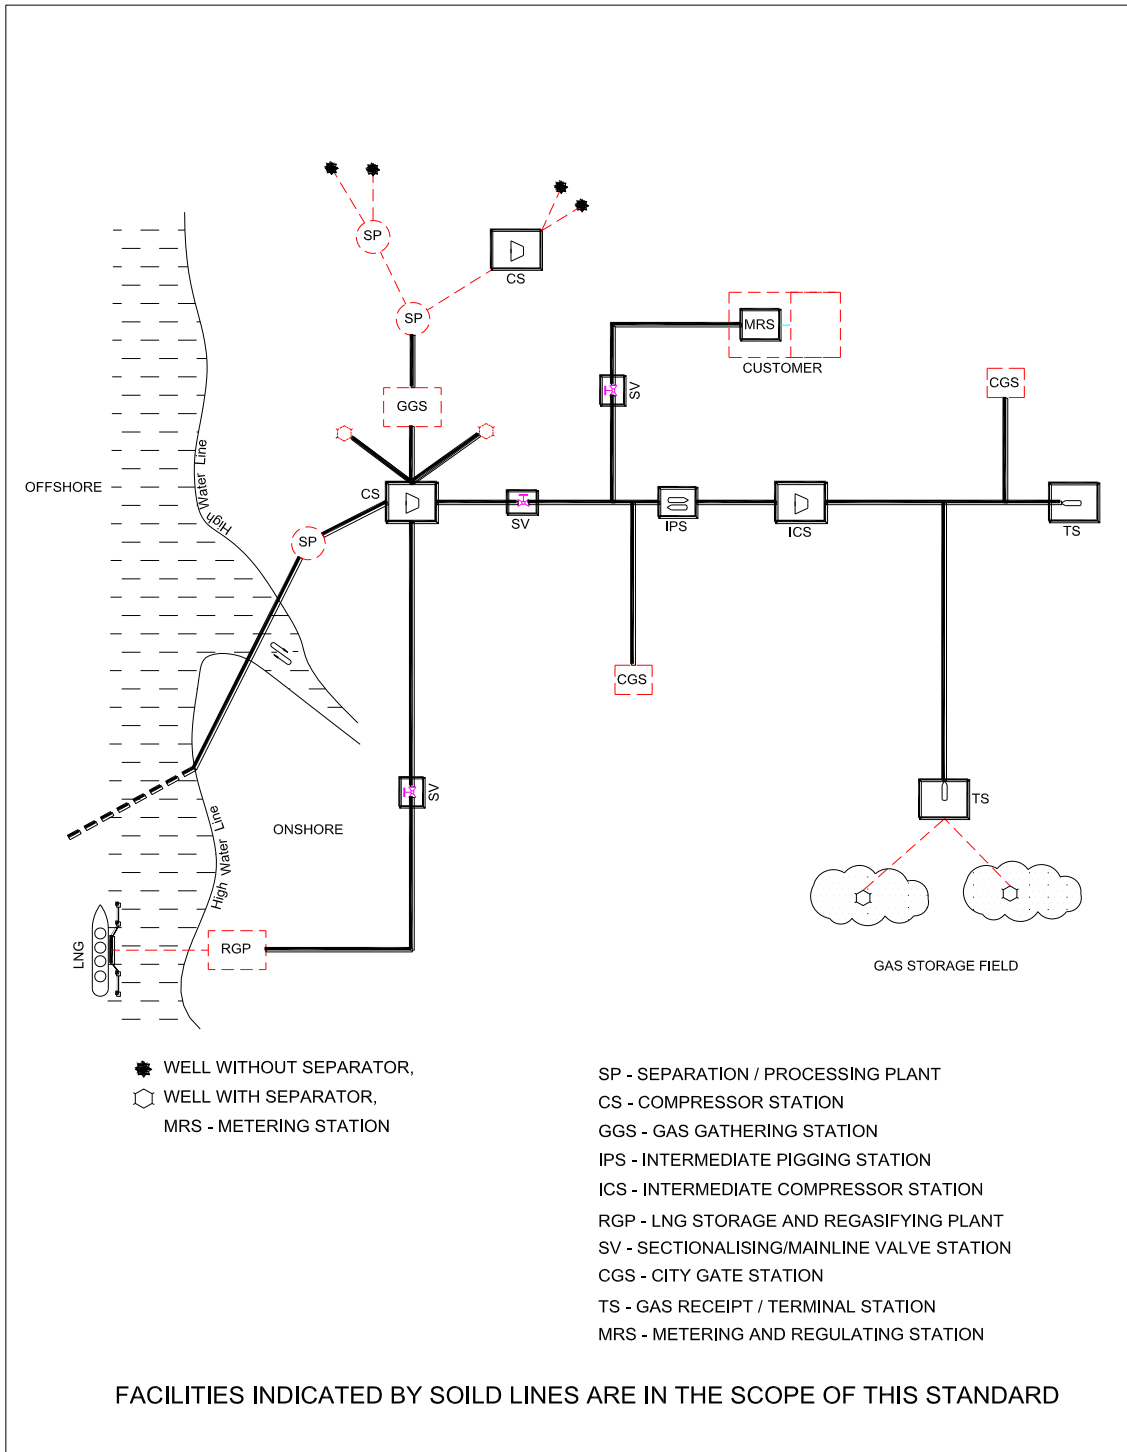 SP
CS
SP
MRS
CUSTOMER
CGS
SV
GGS
High Water Line
OFFSHORE
CS
SV
IPS
ICS
TS
SP
CGS
SV
TS
ONSHORE
High Water Line
LNG
RGP
GAS STORAGE FIELD
WELL WITHOUT SEPARATOR,
WELL WITH SEPARATOR,
MRS - METERING STATION
SP - SEPARATION / PROCESSING PLANT
CS - COMPRESSOR STATION
GGS - GAS GATHERING STATION
IPS - INTERMEDIATE PIGGING STATION
ICS - INTERMEDIATE COMPRESSOR STATION
RGP - LNG STORAGE AND REGASIFYING PLANT
SV - SECTIONALISING/MAINLINE VALVE STATION
CGS - CITY GATE STATION
TS - GAS RECEIPT / TERMINAL STATION
MRS - METERING AND REGULATING STATION
FACILITIES INDICATED BY SOILD LINES ARE IN THE SCOPE OF THIS STANDARD